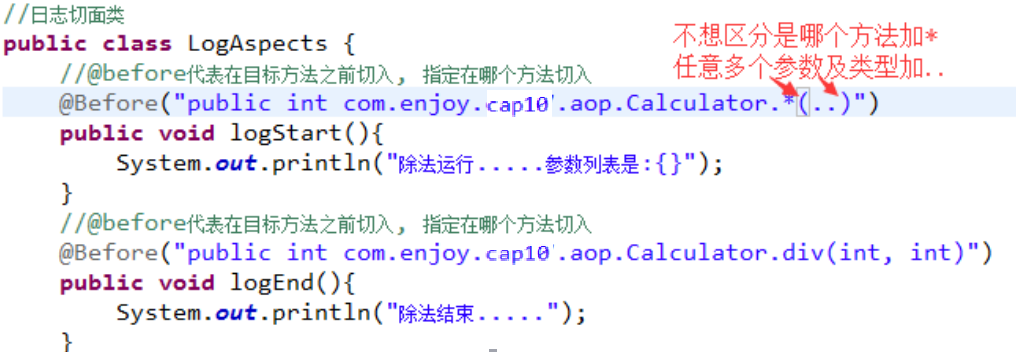 //日志切面类
public class LogAspects {
不想区分是哪个方法加*
//@before代表在目标方法之前切入, 指定在哪个方法切入
任意多个参数及类型加..
@Before("public int com.enjoy.cap10'.aop.Calculator.*(..)")
public void logStart(){
System.out.println("除法运行.....参数列表是:{}");
}
//@before代表在目标方法之前切入, 指定在哪个方法切入
@Before("public int com.enjoy.cap10'.aop.Calculator.div(int, int)")
public void logEnd(){
System.out.println("除法结束.....");
}